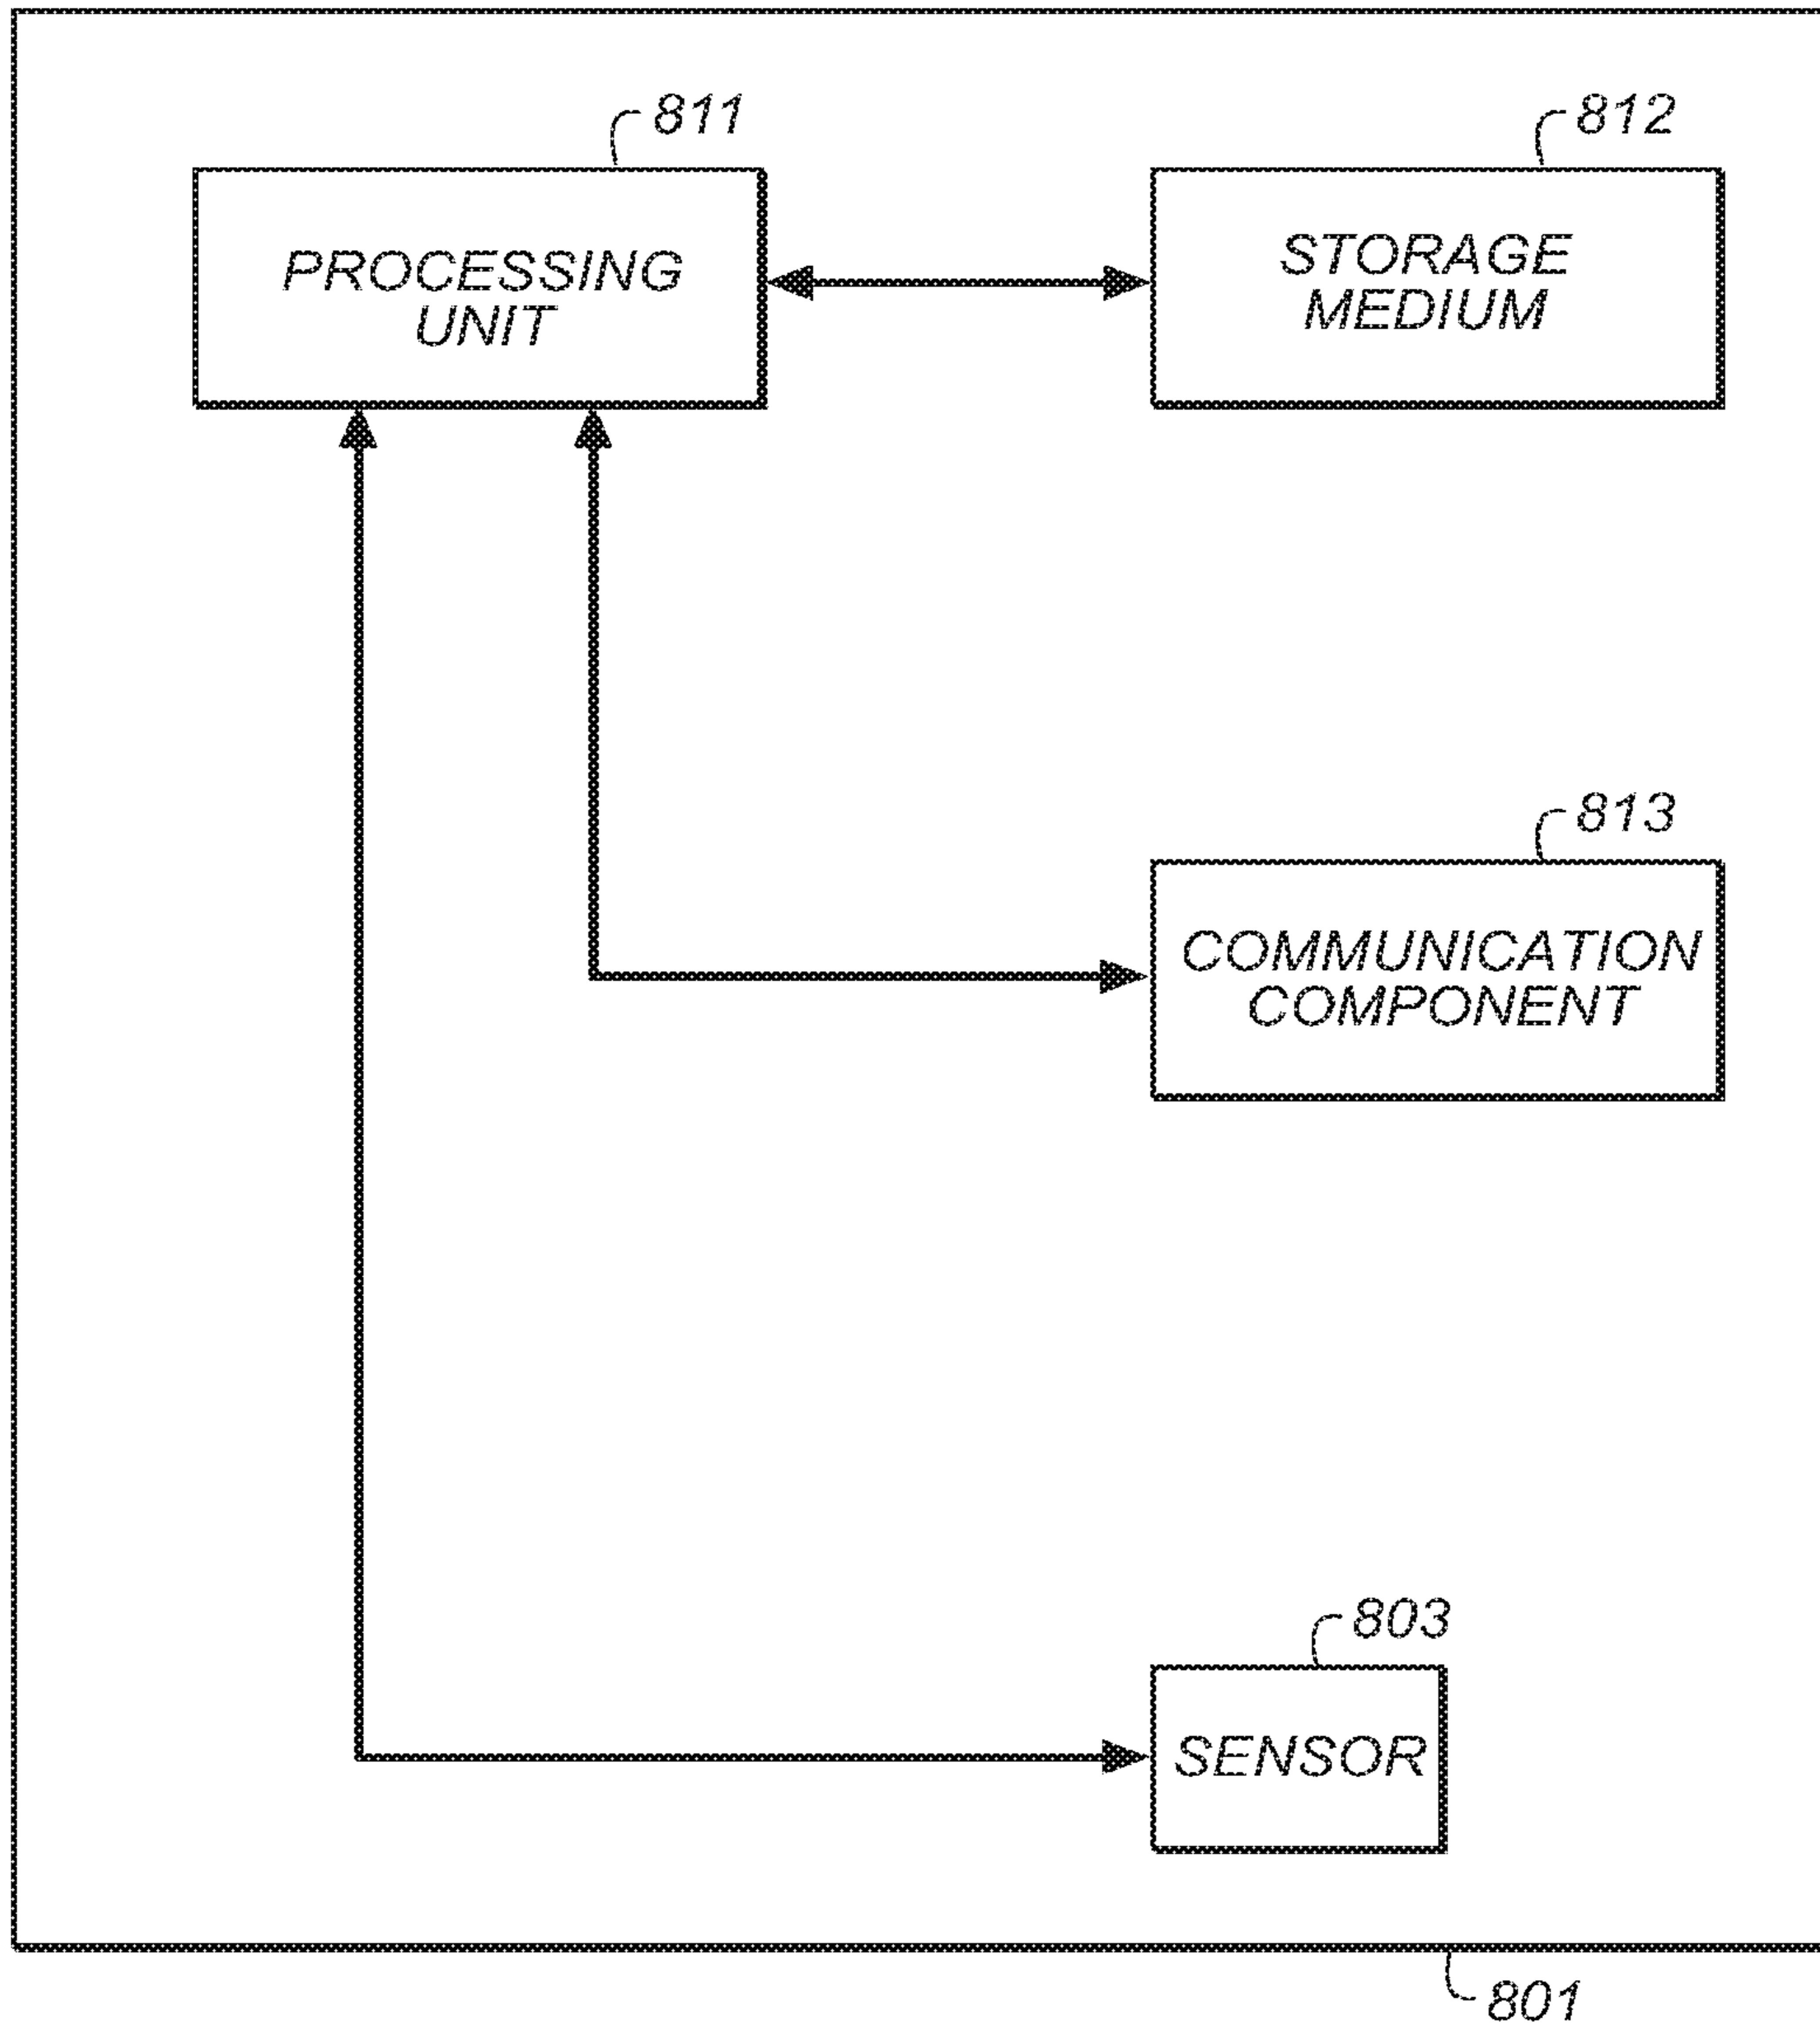 811
812
PROCESSING
UNIT
STORAGE
MEDIUM
813
COMMUNICATION
COMPONENT
803
SENSOR
801